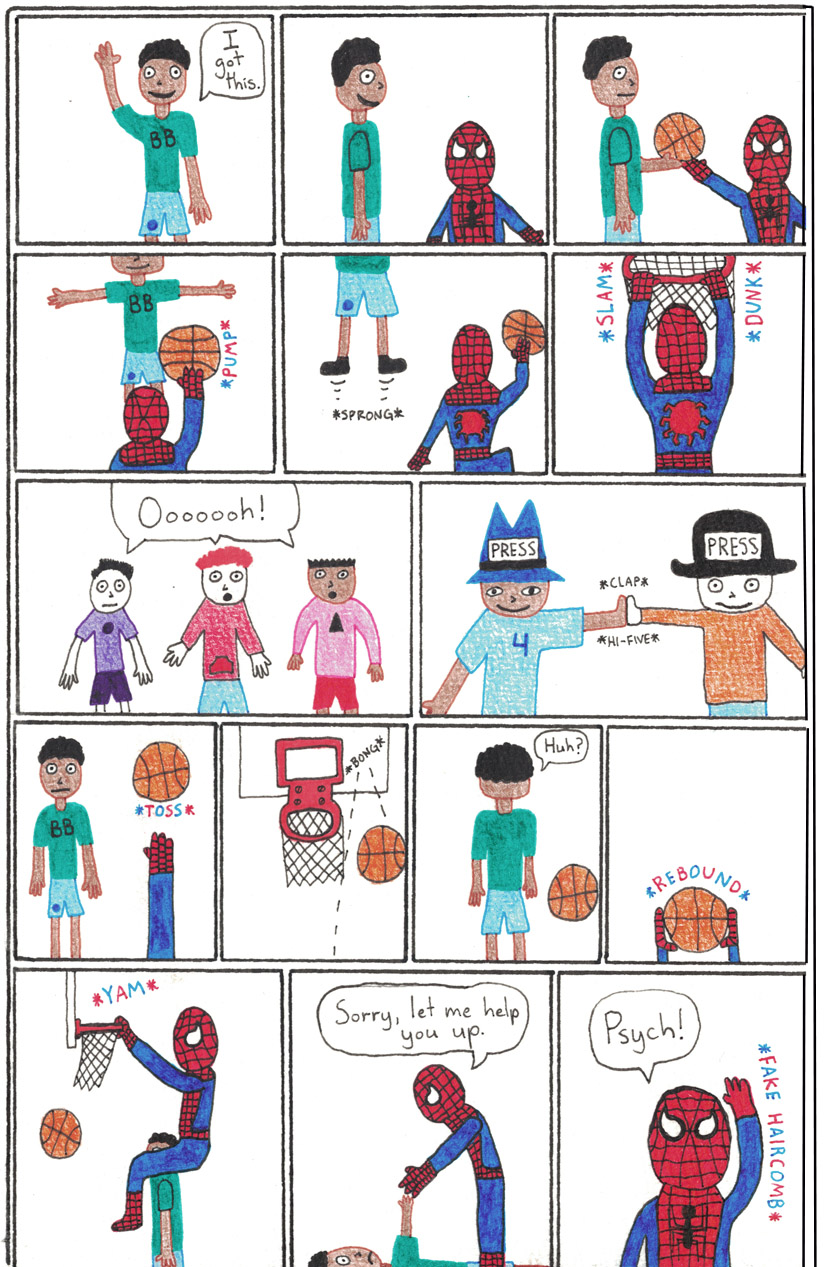 I
got
this.
BB
BB
*PUMP*
*SPRONG*
*SLAM*
*DUNK*
Ooooooh!
PRESS
4
*CLAP*
*HI-FIVE*
PRESS
BB
*TOSS*
*BONG*
Huh?
*REBOUND*
*YAM*
Sorry, let me help
you up.
Psych!
*FAKE HAIRCOMB*